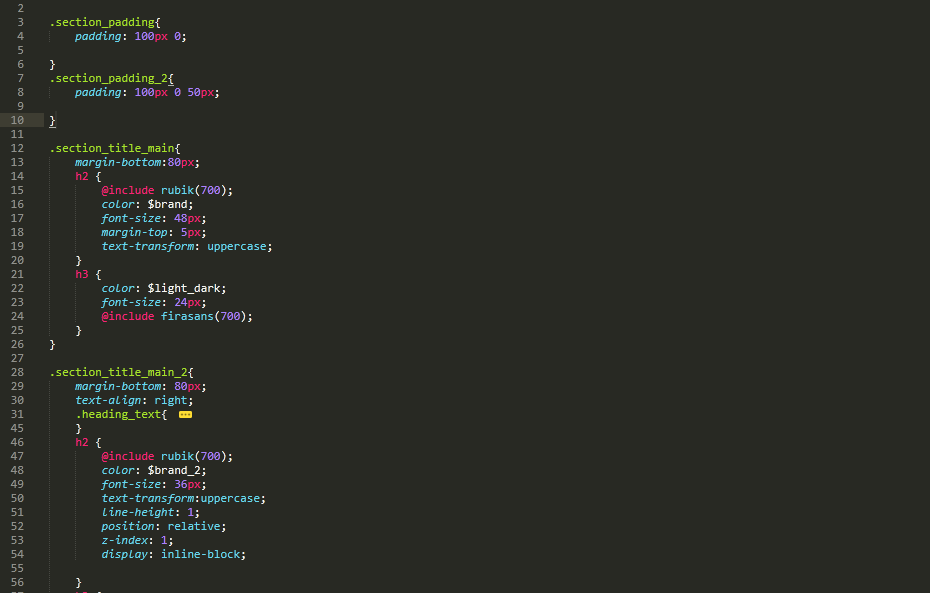 2
3 .section_padding{
4 padding: 100px 0;
5
6 }
7 .section_padding_2{
8 padding: 100px 0 50px;
9
10 }
11
12 .section_title_main{
13 margin-bottom:80px;
14 h2 {
15 @include rubik(700);
16 color: $brand;
17 font-size: 48px;
18 margin-top: 5px;
19 text-transform: uppercase;
20 }
21 h3 {
22 color: $light_dark;
23 font-size: 24px;
24 @include firasans(700);
25 }
26 }
27
28 .section_title_main_2{
29 margin-bottom: 80px;
30 text-align: right;
31 .heading_text{
45 }
46 h2 {
47 @include rubik(700);
48 color: $brand_2;
49 font-size: 36px;
50 text-transform:uppercase;
51 line-height: 1;
52 position: relative;
53 z-index: 1;
54 display: inline-block;
55
56 }